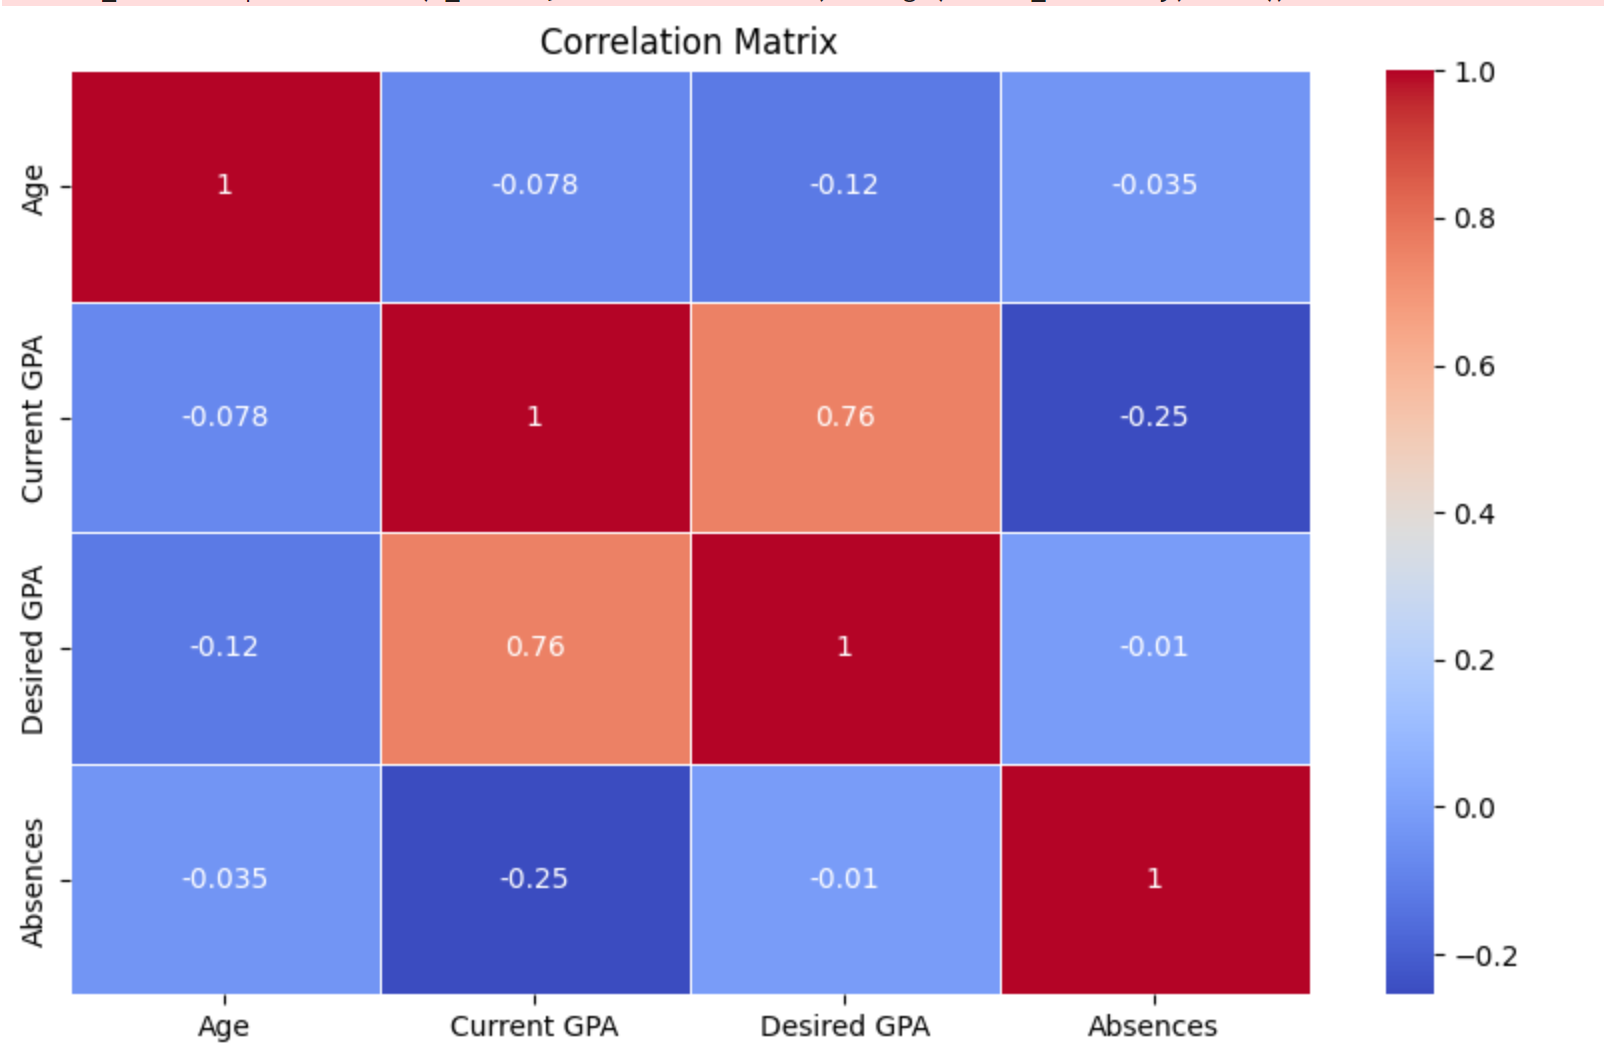 Correlation Matrix
1.0
Age 1 -0.078 -0.12 -0.035
0.8
0.6
Current GPA -0.078 1 0.76 -0.25
0.4
0.2
Desired GPA -0.12 0.76 1 -0.01
0.0
Absences -0.035 -0.25 -0.01 1
−0.2
Age Current GPA Desired GPA Absences